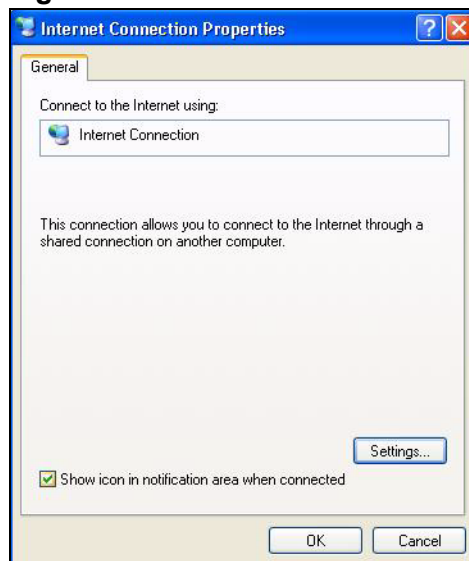 Internet Connection Properties
General
Connect to the Internet using:
Internet Connection
This connection allows you to connect to the Internet through a
shared connection on another computer.
Settings...
Show icon in notification area when connected
OK
Cancel